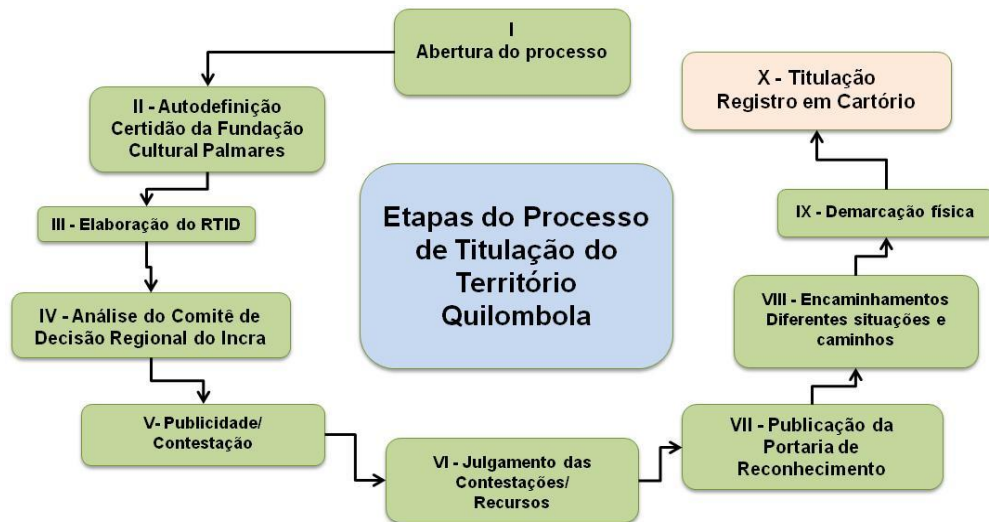 I
Abertura do processo
II - Autodefinição
Certidão da Fundação
Cultural Palmares
III - Elaboração do RTID
IV - Análise do Comitê de
Decisão Regional do Incra
V- Publicidade/
Contestação
VI - Julgamento das
Contestações/
Recursos
VII - Publicação da
Portaria de
Reconhecimento
VIII - Encaminhamentos
Diferentes situações e
caminhos
IX - Demarcação física
X - Titulação
Registro em Cartório
Etapas do Processo
de Titulação do
Território
Quilombola